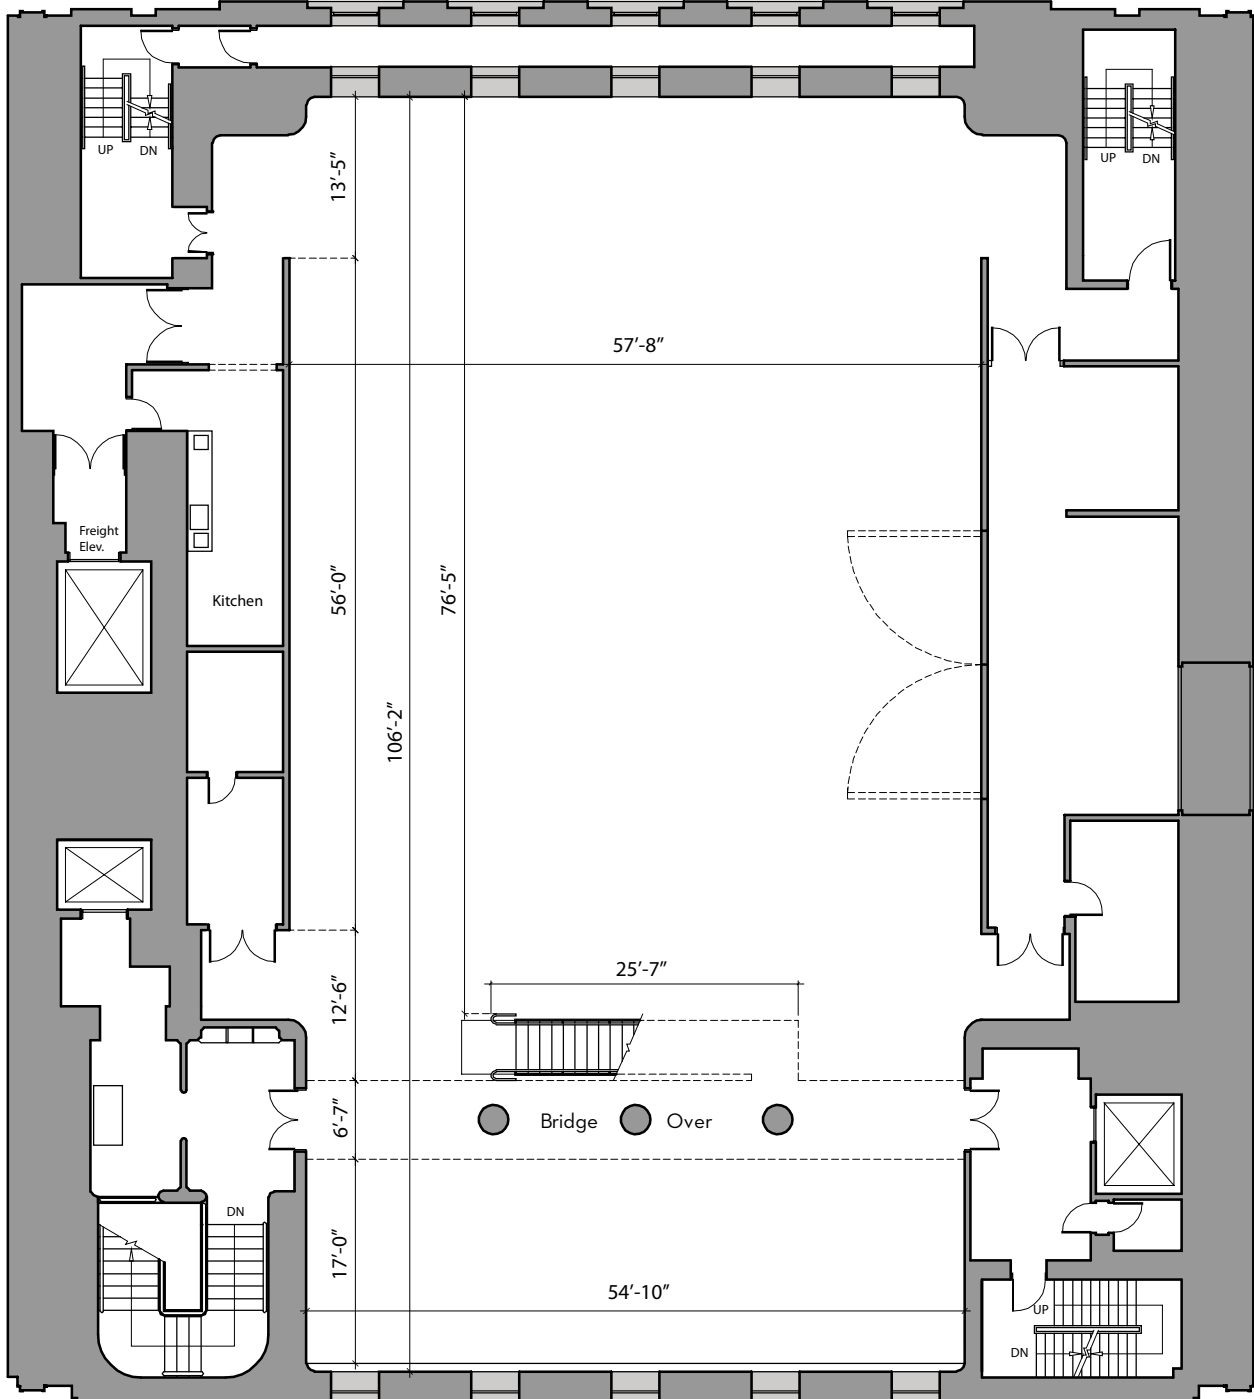 UP DN
UP DN
13′-5″
57′-8″
Freight
Elev.
Kitchen
56′-0″
76′-5″
106′-2″
25′-7″
12′-6″
6′-7″
Bridge Over
DN
17′-0″
54′-10″
UP
DN